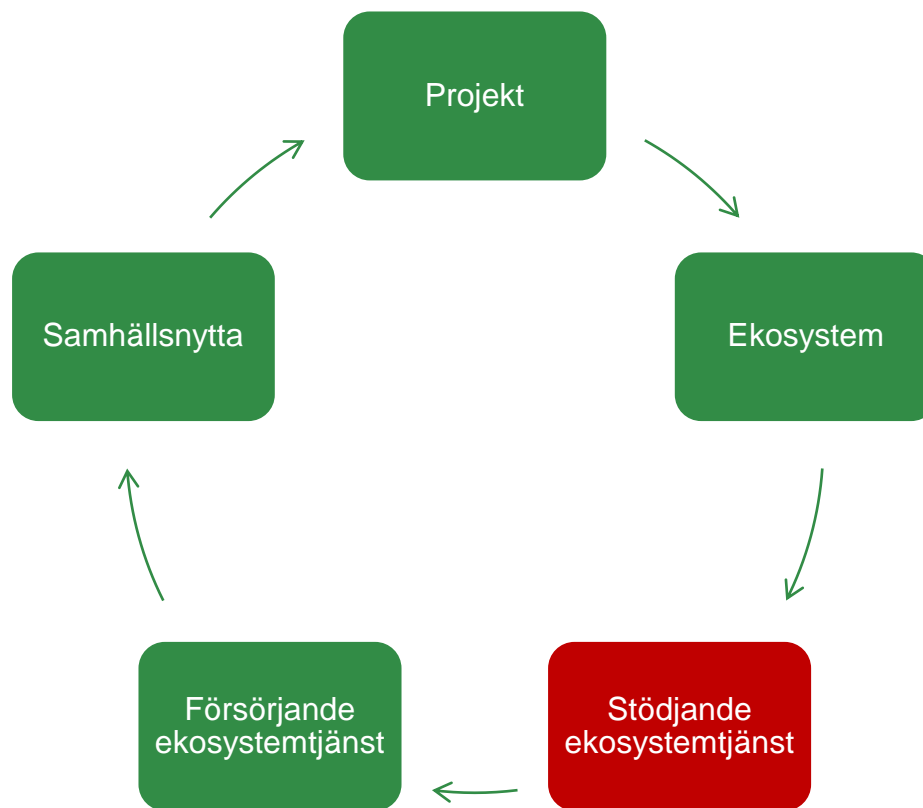 Projekt
Ekosystem
Stödjande
ekosystemtjänst
Försörjande
ekosystemtjänst
Samhällsnytta